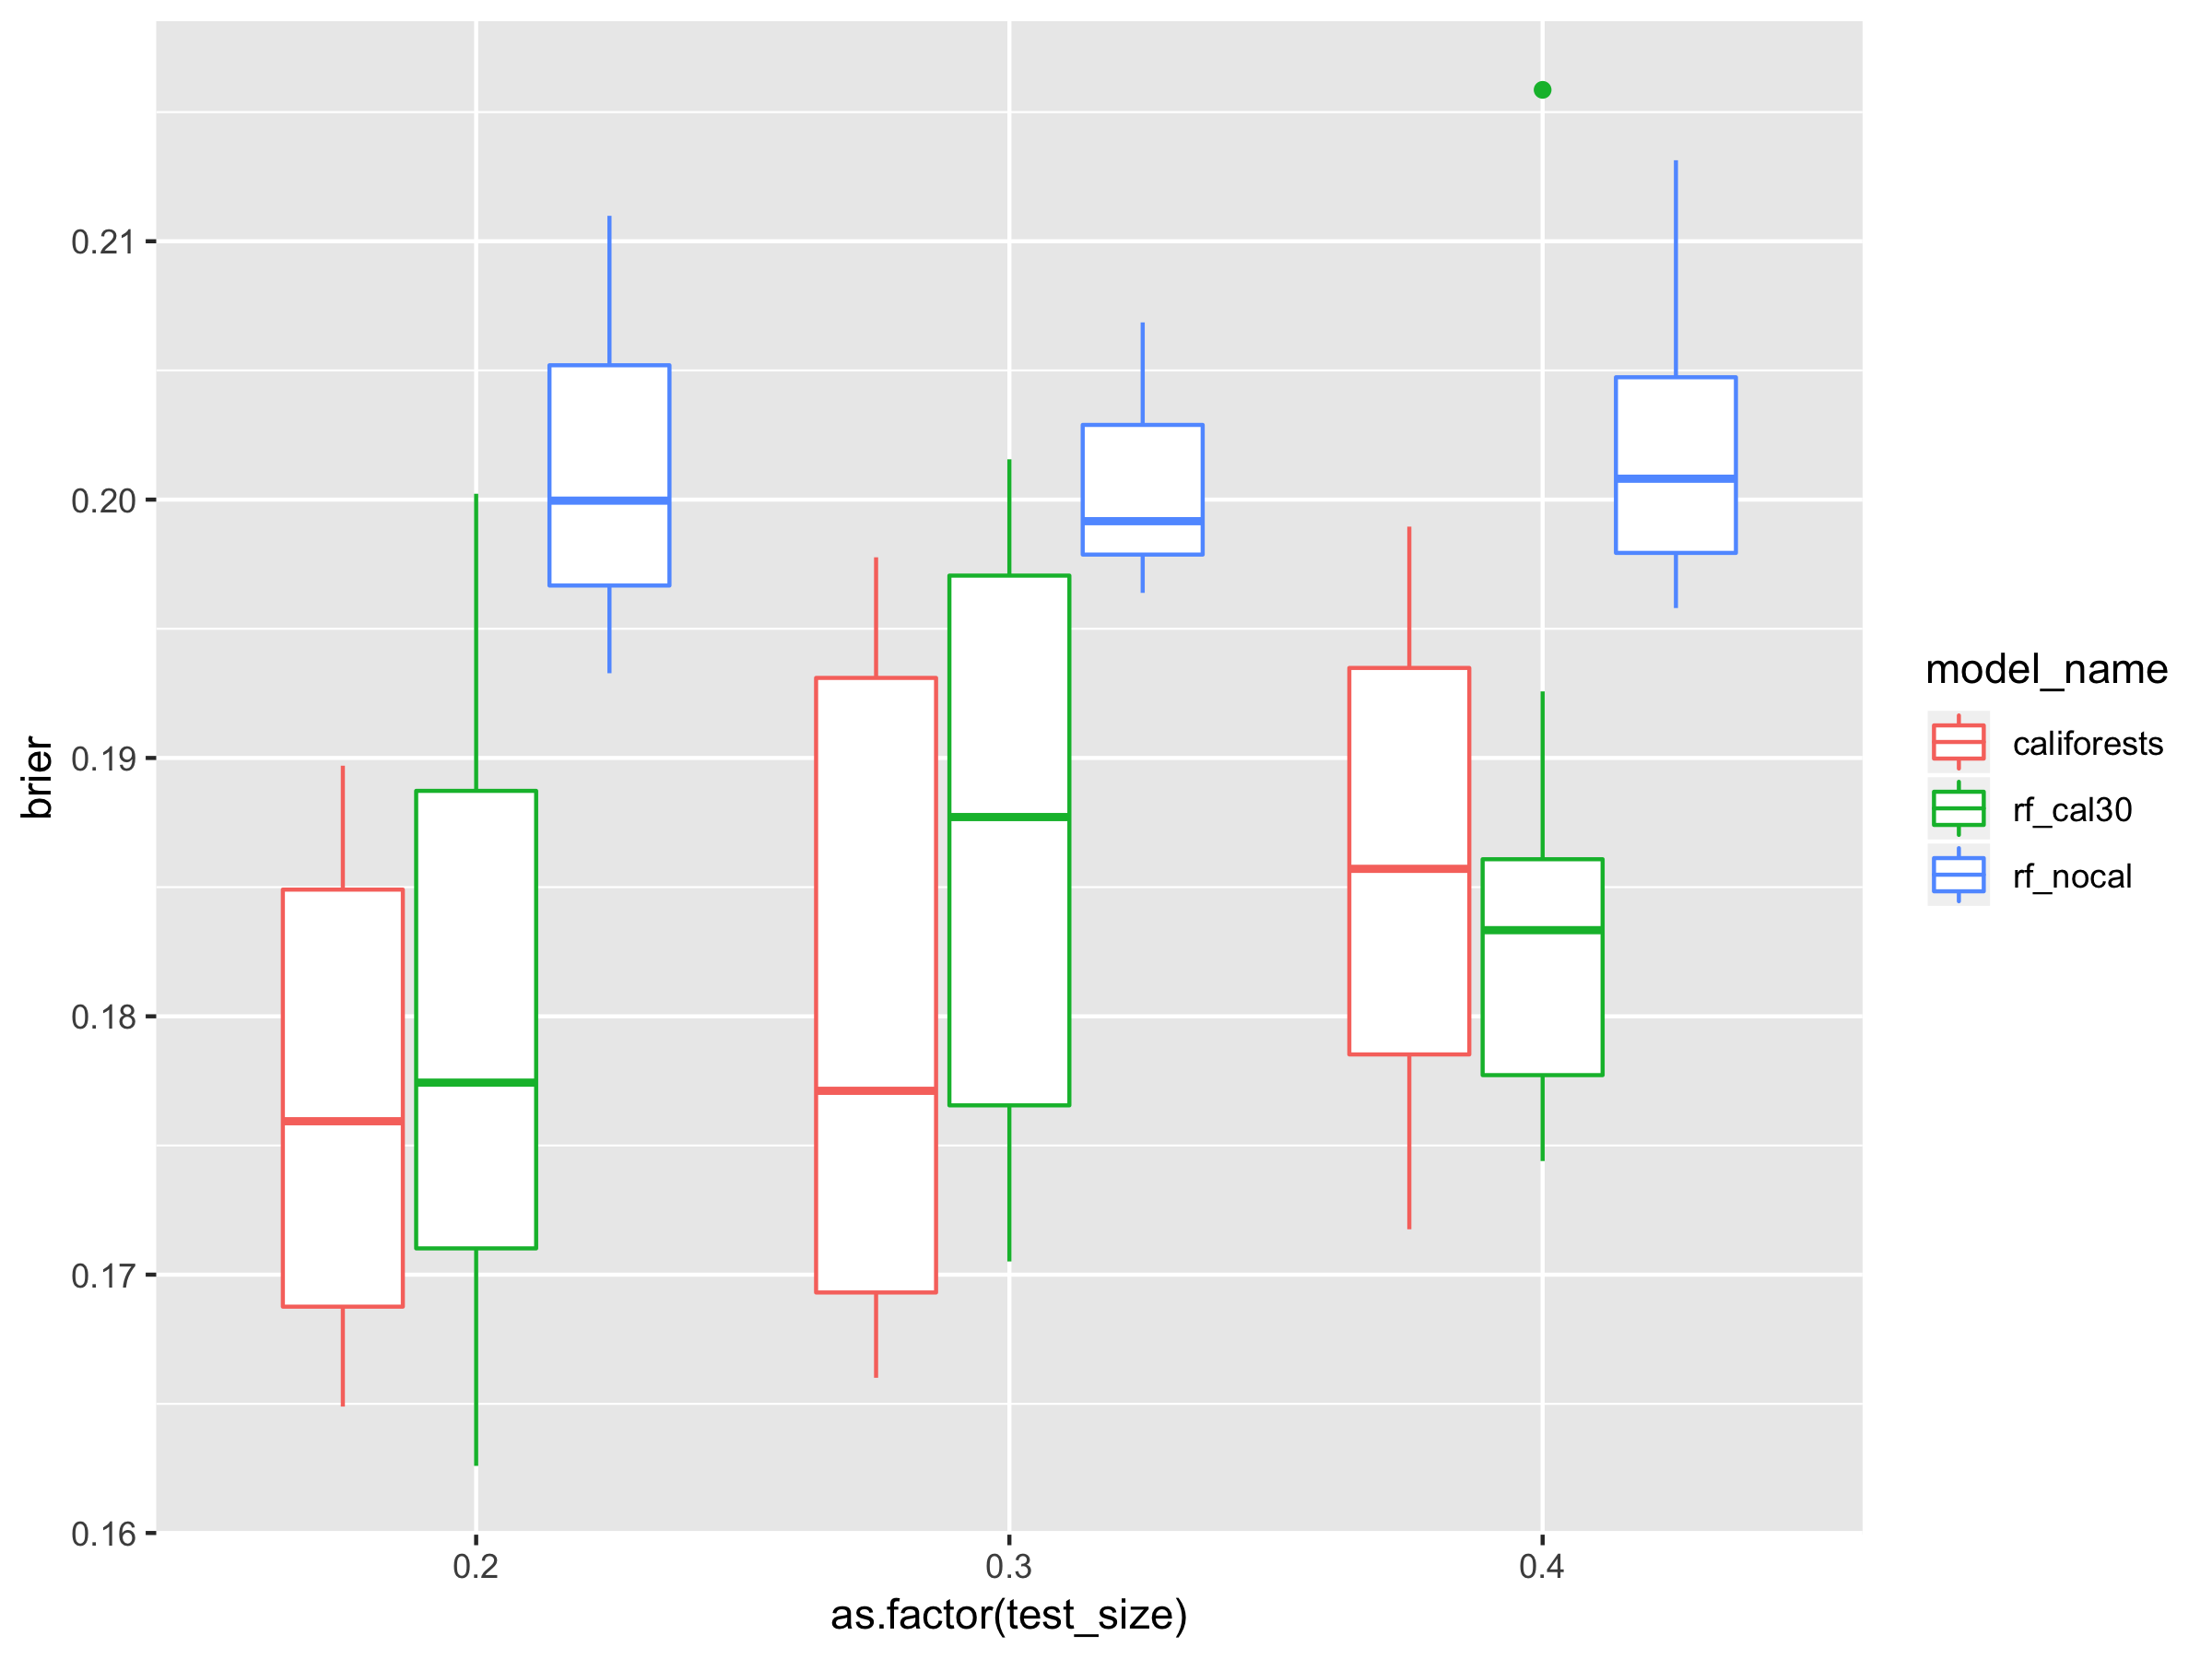 brier
0.21
0.20
0.19
0.18
0.17
0.16
0.2
0.3
0.4
as.factor(test_size)
model_name
califorests
rf_cal30
rf_nocal